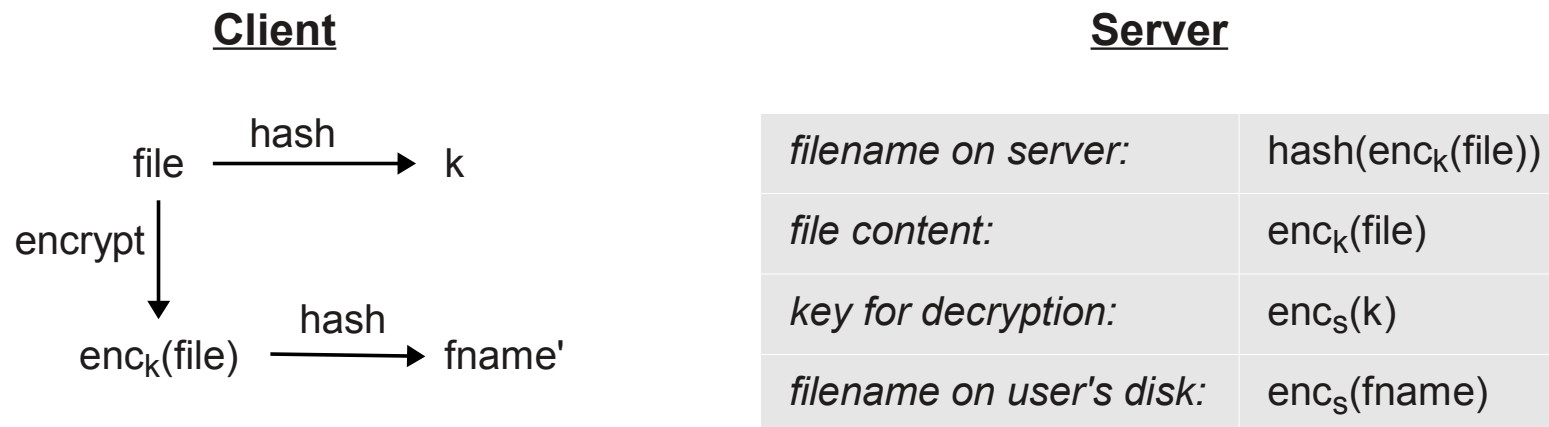 Client
Server
hash
file
k
encrypt
hash
enck(file)
fname'
filename on server: hash(enck(file))
file content: enck(file)
key for decryption: encs(k)
filename on user's disk: encs(fname)